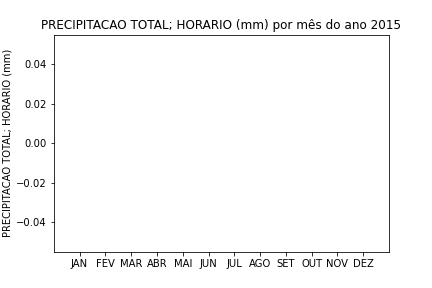 PRECIPITACAO TOTAL; HORARIO (mm) por mês do ano 2015
PRECIPITACAO TOTAL; HORARIO (mm)
0.04
0.02
0.00
−0.02
−0.04
JAN FEV MAR ABR MAI JUN JUL AGO SET OUT NOV DEZ